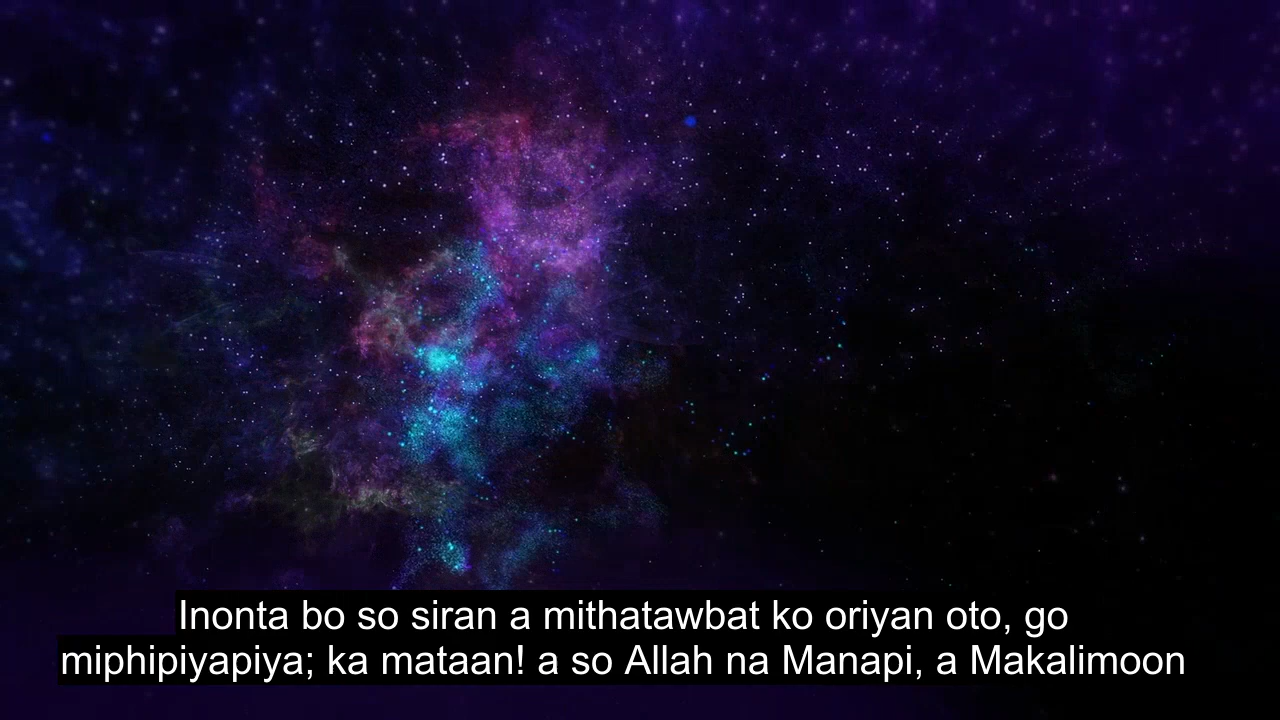 Inonta bo so siran a mithatawbat ko oriyan oto, go
miphipiyapiya; ka mataan! a so Allah na Manapi, a Makalimoon